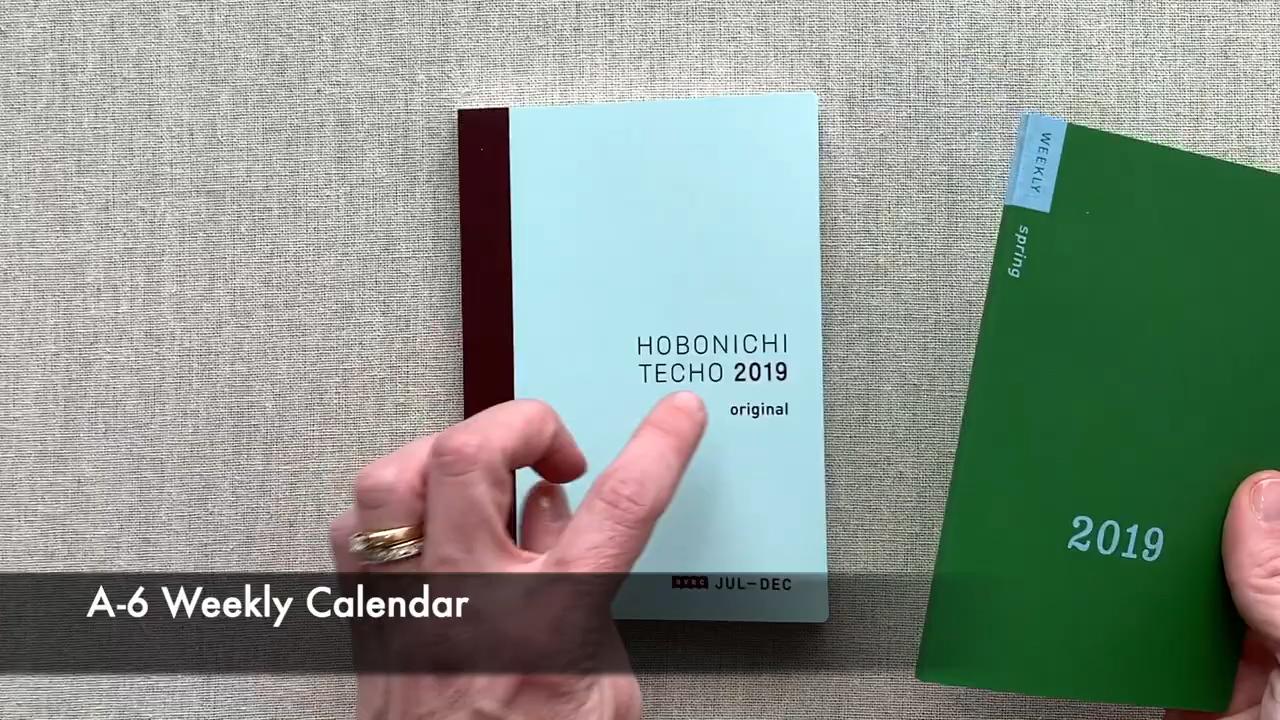 WEEKLY
spring
HOBONICHI
TECHO 2019
original
2019
JUL–DEC
A-6 Weekly Calendar